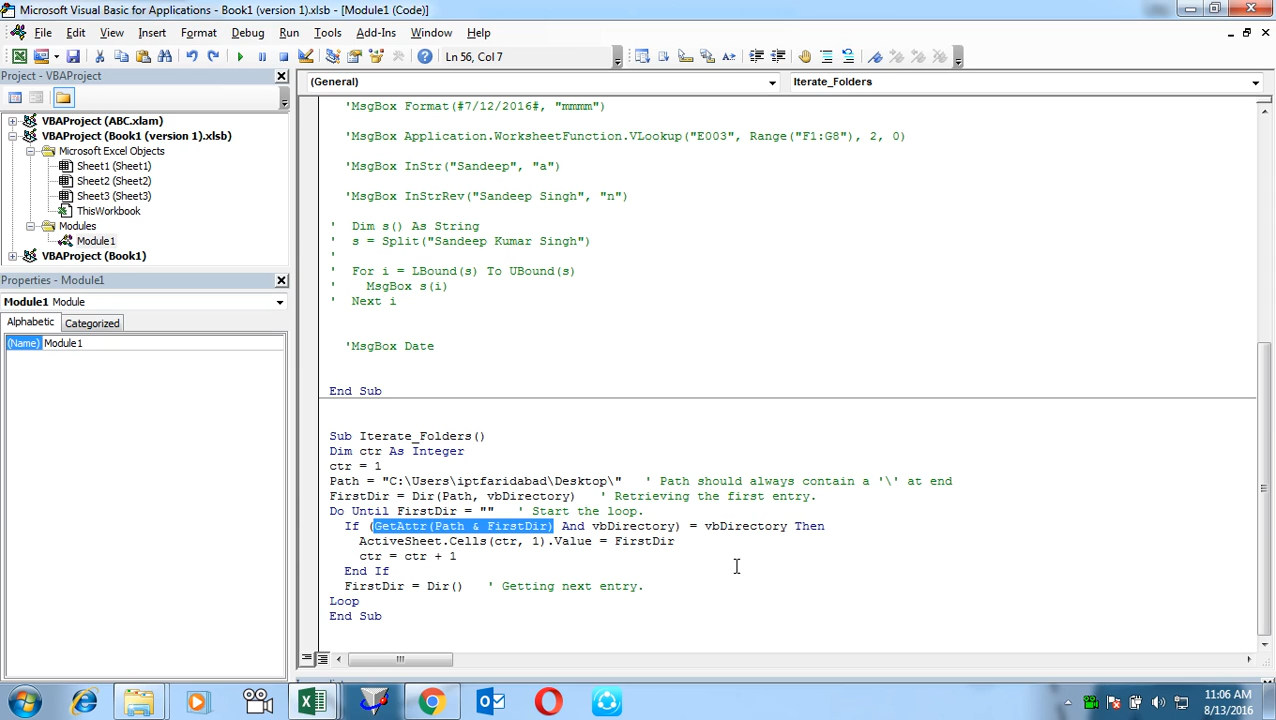 Microsoft Visual Basic for Applications - Book1 (version 1).xlsb - [Module1 (Code)]
File Edit View Insert Format Debug Run Tools Add-Ins Window Help
Ln 56, Col 7
Project - VBAProject
VBAProject (ABC.xlam)
VBAProject (Book1 (version 1).xlsb)
Microsoft Excel Objects
Sheet1 (Sheet1)
Sheet2 (Sheet2)
Sheet3 (Sheet3)
ThisWorkbook
Modules
Module1
VBAProject (Book1)
Properties - Module1
Module1 Module
Alphabetic Categorized
(Name) Module1
(General) Iterate_Folders
'MsgBox Format(#7/12/2016#, "mmmm")
'MsgBox Application.WorksheetFunction.VLookup("E003", Range("F1:G8"), 2, 0)
'MsgBox InStr("Sandeep", "a")
'MsgBox InStrRev("Sandeep Singh", "n")
' Dim s() As String
' s = Split("Sandeep Kumar Singh")
'
' For i = LBound(s) To UBound(s)
' MsgBox s(i)
' Next i
'MsgBox Date
End Sub
Sub Iterate_Folders()
Dim ctr As Integer
ctr = 1
Path = "C:\Users\iptfaridabad\Desktop\" ' Path should always contain a '\' at end
FirstDir = Dir(Path, vbDirectory) ' Retrieving the first entry.
Do Until FirstDir = "" ' Start the loop.
If (GetAttr(Path & FirstDir) And vbDirectory) = vbDirectory Then
ActiveSheet.Cells(ctr, 1).Value = FirstDir
ctr = ctr + 1
End If
FirstDir = Dir() ' Getting next entry.
Loop
End Sub
11:06 AM
8/13/2016